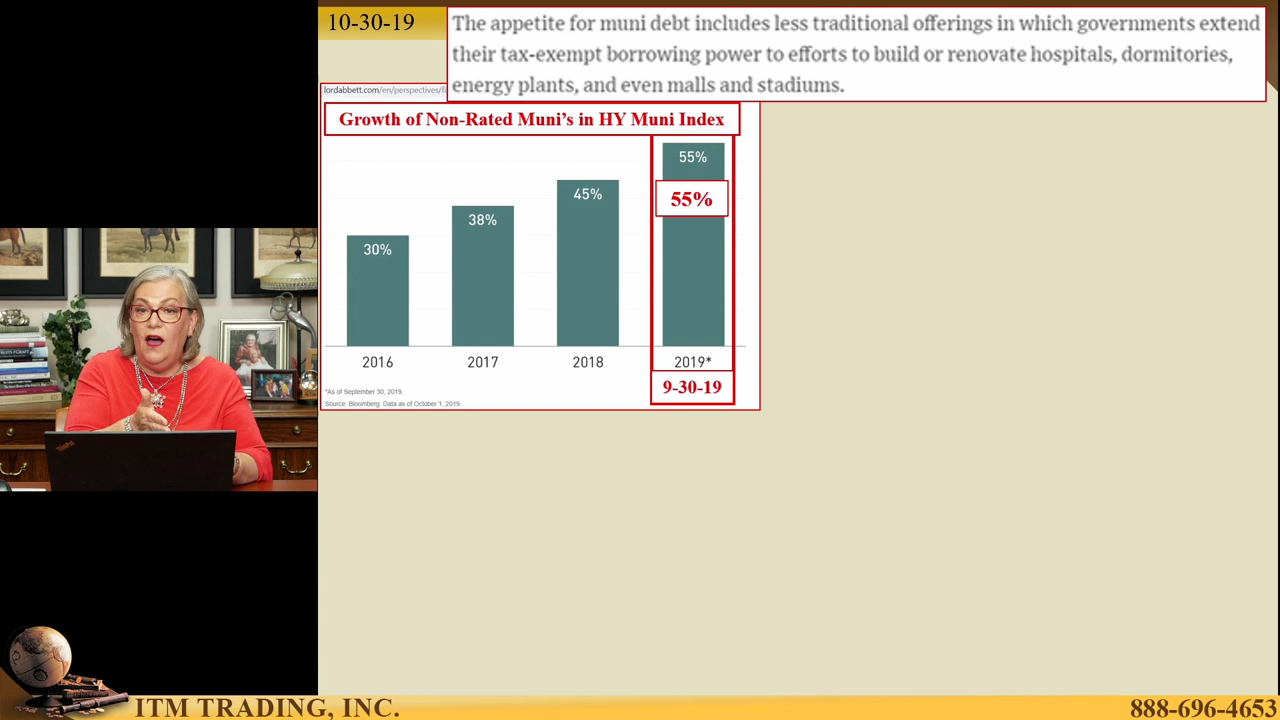 10-30-19
The appetite for muni debt includes less traditional offerings in which governments extend
their tax-exempt borrowing power to efforts to build or renovate hospitals, dormitories,
energy plants, and even malls and stadiums.
lordabbett.com/en/perspectives/fi
Growth of Non-Rated Muni's in HY Muni Index
30%
38%
45%
55%
55%
2016
2017
2018
2019*
9-30-19
*As of September 30, 2019.
Source: Bloomberg. Data as of October 1, 2019
ThinkPad
ITM TRADING, INC.
888-696-4653